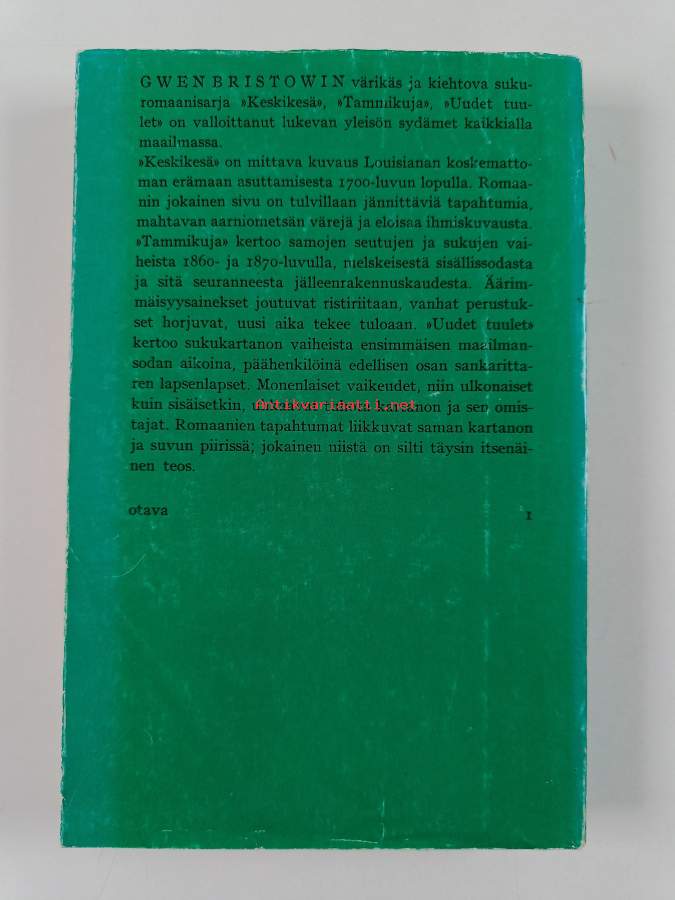 GWEN BRISTOWIN värikäs ja kiehtova suku-
romaanisarja »Keskikesä», »Tammikuja», »Uudet tuu-
let» on valloittanut lukevan yleisön sydämet kaikkialla
maailmassa.
»Keskikesä» on mittava kuvaus Louisianan koskematto-
man erämaan asuttamisesta 1700-luvun lopulla. Romaa-
nin jokainen sivu on tulvillaan jännittäviä tapahtumia,
mahtavan aarniometsän värejä ja eloisaa ihmiskuvausta.
»Tammikuja» kertoo samojen seutujen ja sukujen vai-
heista 1860- ja 1870-luvulla, melskeisestä sisällissodasta
ja sitä seuranneesta jälleenrakennuskaudesta. Äärim-
mäisyysainekset joutuvat ristiriitaan, vanhat perustuk-
set horjuvat, uusi aika tekee tuloaan. »Uudet tuulet»
kertoo sukukartanon vaiheista ensimmäisen maailman-
sodan aikoina, päähenkilöinä edellisen osan sankaritta-
ren lapsenlapset. Monenlaiset vaikeudet, niin ulkonaiset
kuin sisäisetkin, kartanon ja sen omis-
Antikvariaatti.net
tajat. Romaanien tapahtumat liikkuvat saman kartanon
ja suvun piirissä; jokainen niistä on silti täysin itsenäi-
nen teos.
otava 1